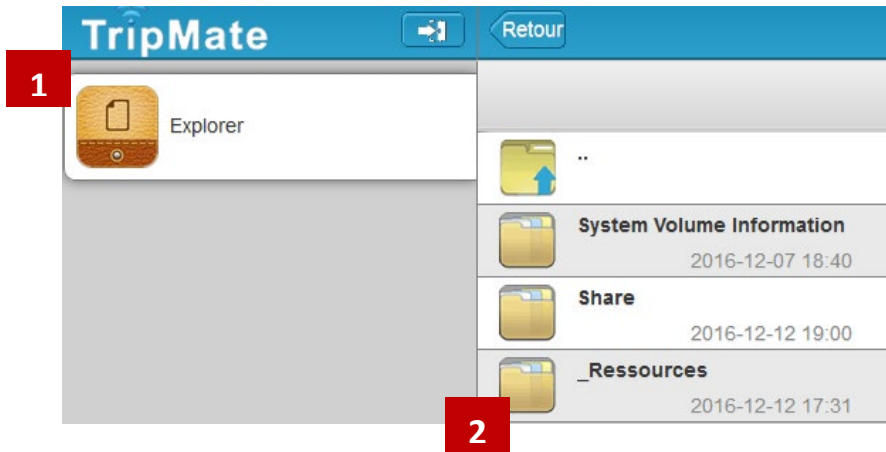 TripMate
Retour
1
Explorer
..
System Volume Information
2016-12-07 18:40
Share
2016-12-12 19:00
_Ressources
2016-12-12 17:31
2